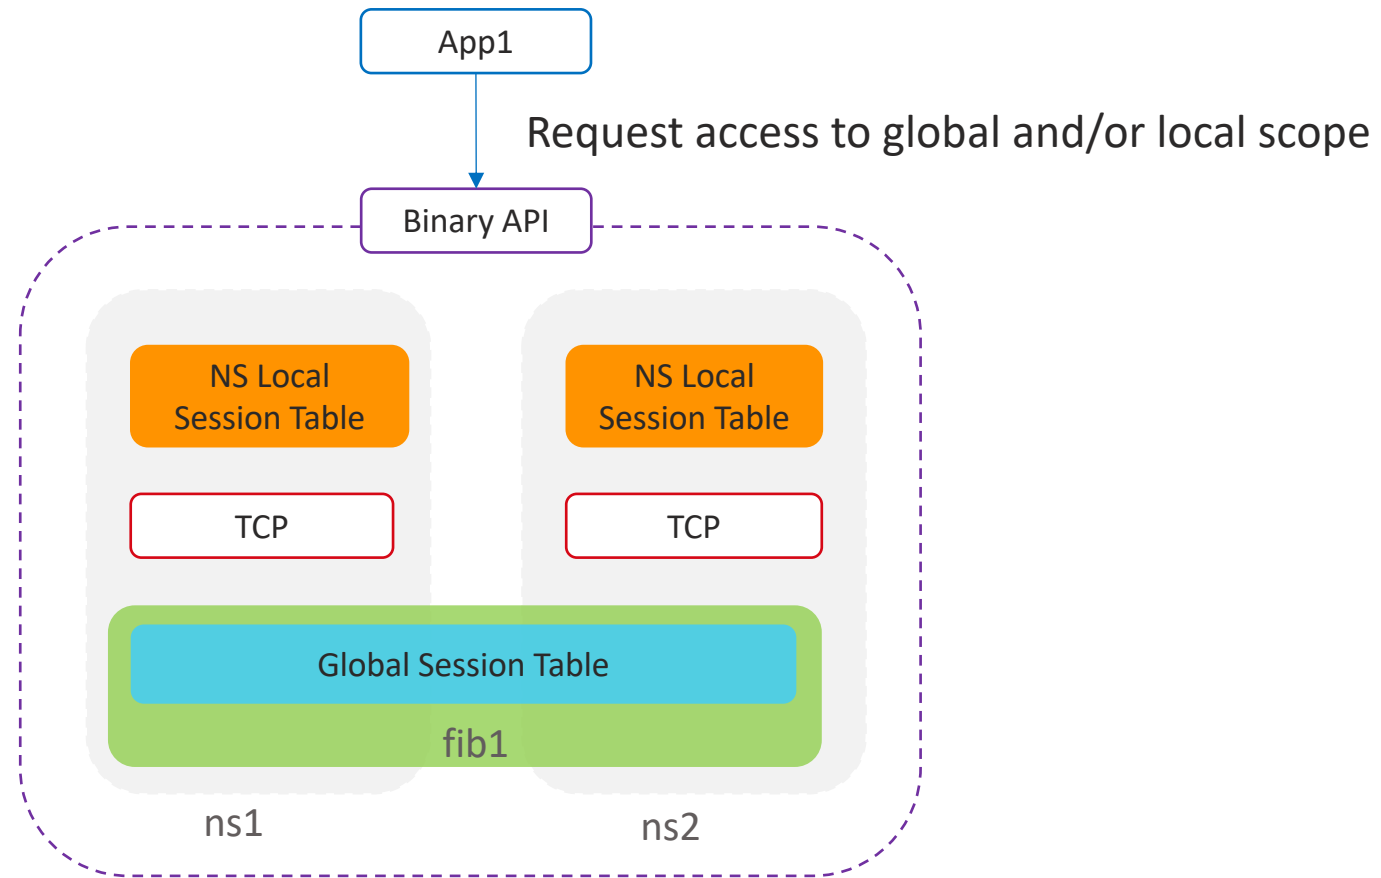 App1
Request access to global and/or local scope
Binary API
NS Local
Session Table
NS Local
Session Table
TCP
TCP
Global Session Table
fib1
ns1
ns2